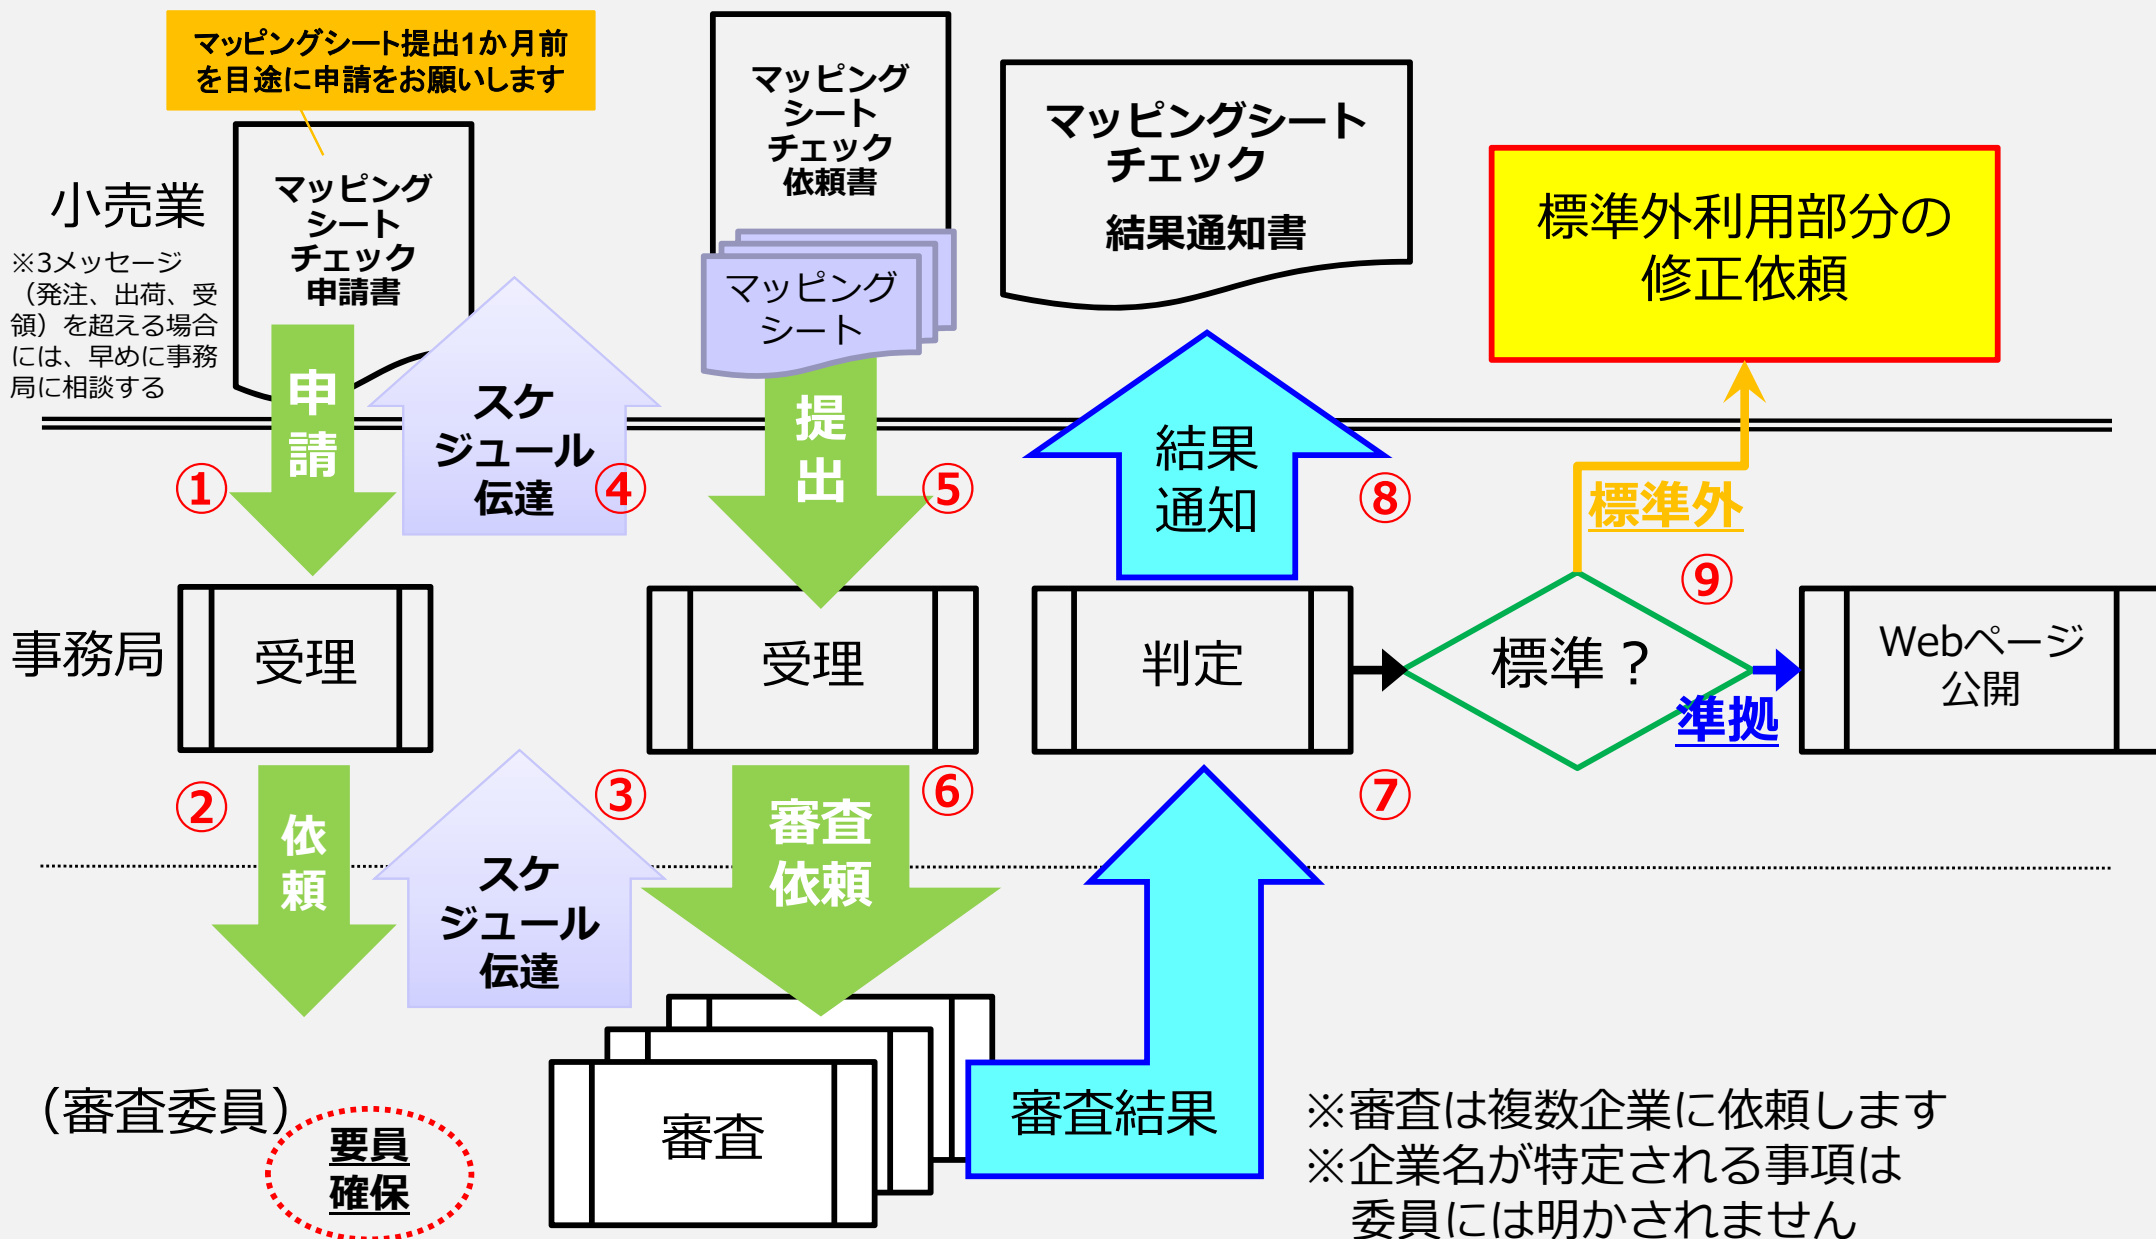 マッピングシート提出1か月前
を目途に申請をお願いします
小売業
※3メッセージ
（発注、出荷、受
領）を超える場合
には、早めに事務
局に相談する
マッピング
シート
チェック
申請書
マッピング
シート
チェック
依頼書
マッピング
シート
マッピングシート
チェック
結果通知書
標準外利用部分の
修正依頼
申
請
①
スケ
ジュール
伝達
④
提
出
⑤
結果
通知
⑧
標準外
⑨
事務局
受理
受理
判定
標準？
準拠
Webページ
公開
②
依
頼
③
スケ
ジュール
伝達
⑥
審査
依頼
⑦
（審査委員）
要員
確保
審査
審査結果
※審査は複数企業に依頼します
※企業名が特定される事項は
委員には明かされません